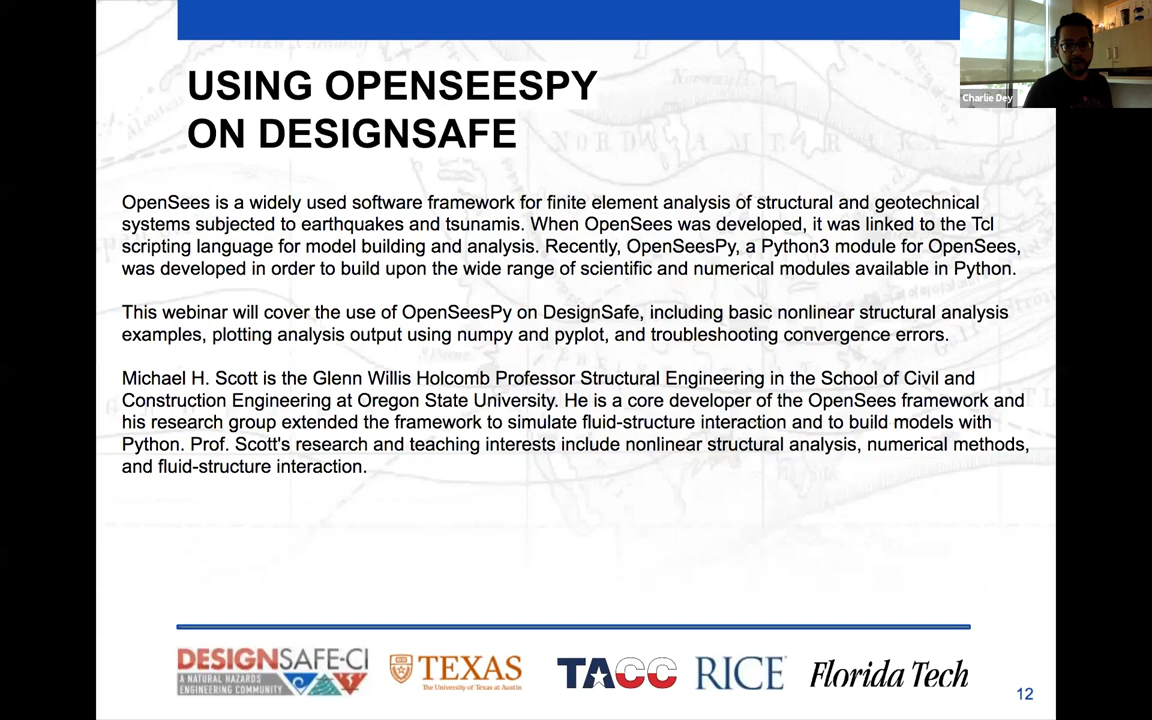 Charlie Dey
USING OPENSEESPY
ON DESIGNSAFE
OpenSees is a widely used software framework for finite element analysis of structural and geotechnical
systems subjected to earthquakes and tsunamis. When OpenSees was developed, it was linked to the Tcl
scripting language for model building and analysis. Recently, OpenSeesPy, a Python3 module for OpenSees,
was developed in order to build upon the wide range of scientific and numerical modules available in Python.
This webinar will cover the use of OpenSeesPy on DesignSafe, including basic nonlinear structural analysis
examples, plotting analysis output using numpy and pyplot, and troubleshooting convergence errors.
Michael H. Scott is the Glenn Willis Holcomb Professor Structural Engineering in the School of Civil and
Construction Engineering at Oregon State University. He is a core developer of the OpenSees framework and
his research group extended the framework to simulate fluid-structure interaction and to build models with
Python. Prof. Scott's research and teaching interests include nonlinear structural analysis, numerical methods,
and fluid-structure interaction.
DESIGNSAFE-CI
A NATURAL HAZARDS
ENGINEERING COMMUNITY
TEXAS
The University of Texas at Austin
TACC
RICE
Florida Tech
12